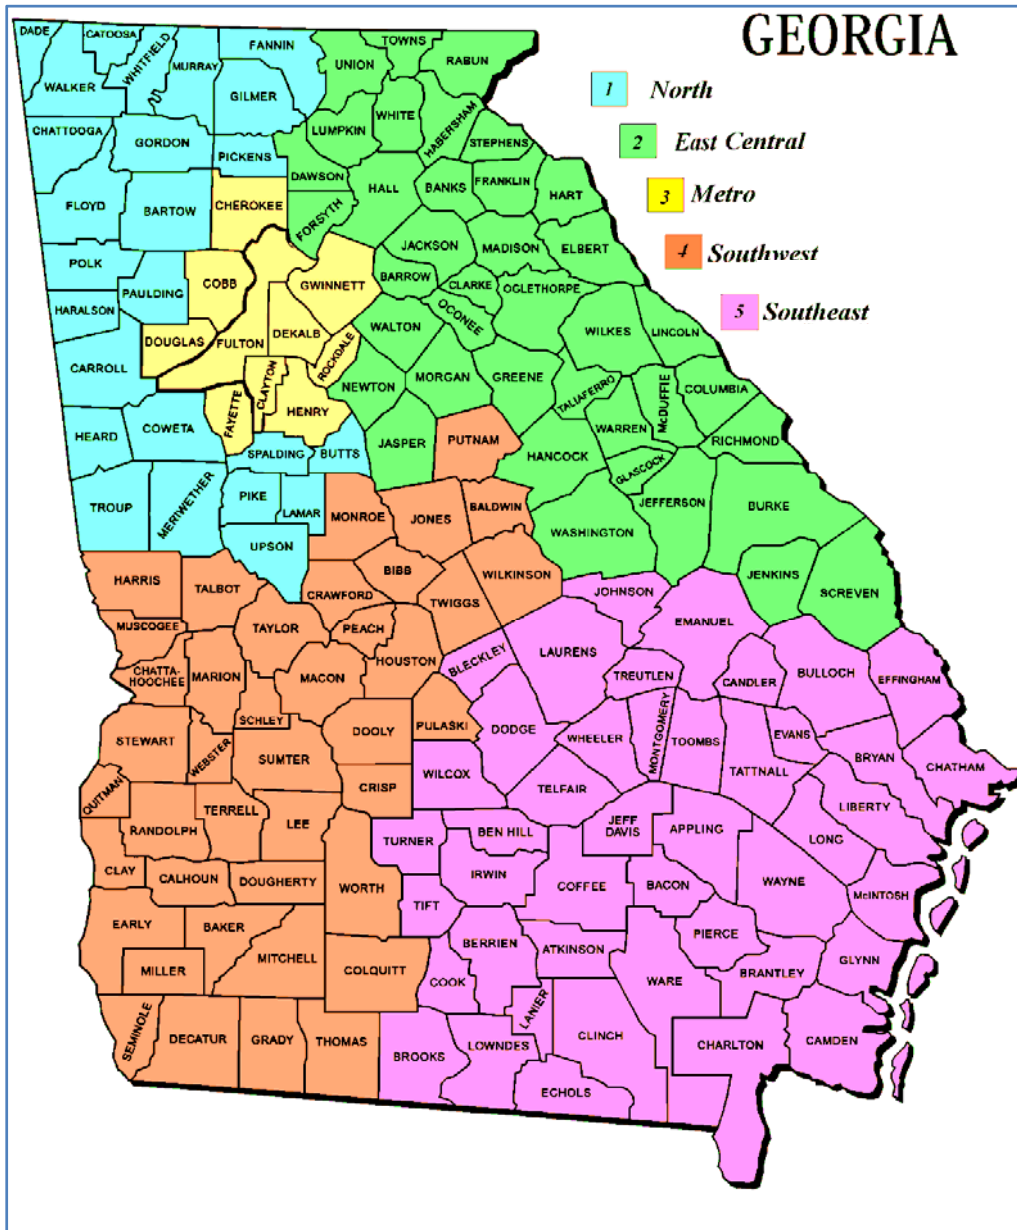 GEORGIA
1 North
2 East Central
3 Metro
4 Southwest
5 Southeast
DADE
CATOOSA
WHITFIELD
MURRAY
FANNIN
WALKER
GILMER
CHATTOOGA
GORDON
PICKENS
FLOYD
BARTOW
POLK
PAULDING
HARALSON
CARROLL
HEARD
COWETA
SPALDING
BUTTS
TROUP
MERIWETHER
PIKE
LAMAR
UPSON
TOWNS
UNION
RABUN
LUMPKIN
WHITE
HABERSHAM
STEPHENS
DAWSON
HALL
BANKS
FRANKLIN
HART
FORSYTH
JACKSON
MADISON
ELBERT
BARROW
CLARKE
OGLETHORPE
OCONEE
WALTON
WILKES
LINCOLN
NEWTON
MORGAN
GREENE
TALIAFERRO
McDUFFIE
COLUMBIA
WARREN
RICHMOND
JASPER
HANCOCK
GLASCOCK
JEFFERSON
BURKE
WASHINGTON
JENKINS
SCREVEN
CHEROKEE
COBB
GWINNETT
DOUGLAS
FULTON
DEKALB
ROCKDALE
CLAYTON
FAYETTE
HENRY
PUTNAM
MONROE
JONES
BALDWIN
HARRIS
TALBOT
CRAWFORD
BIBB
TWIGGS
WILKINSON
MUSCOGEE
TAYLOR
PEACH
CHATTA-
HOOCHEE
MARION
MACON
HOUSTON
SCHLEY
STEWART
WEBSTER
SUMTER
DOOLY
PULASKI
QUITMAN
CRISP
RANDOLPH
TERRELL
LEE
CLAY
CALHOUN
DOUGHERTY
WORTH
EARLY
BAKER
MITCHELL
MILLER
COLQUITT
SEMINOLE
DECATUR
GRADY
THOMAS
JOHNSON
EMANUEL
BLECKLEY
LAURENS
TREUTLEN
CANDLER
BULLOCH
EFFINGHAM
DODGE
WHEELER
MONTGOMERY
TOOMBS
EVANS
BRYAN
CHATHAM
WILCOX
TELFAIR
TATTNALL
LIBERTY
TURNER
BEN HILL
JEFF
DAVIS
APPLING
LONG
IRWIN
COFFEE
BACON
WAYNE
McINTOSH
TIFT
BERRIEN
ATKINSON
PIERCE
COOK
WARE
BRANTLEY
GLYNN
LANIER
BROOKS
LOWNDES
CLINCH
CHARLTON
CAMDEN
ECHOLS